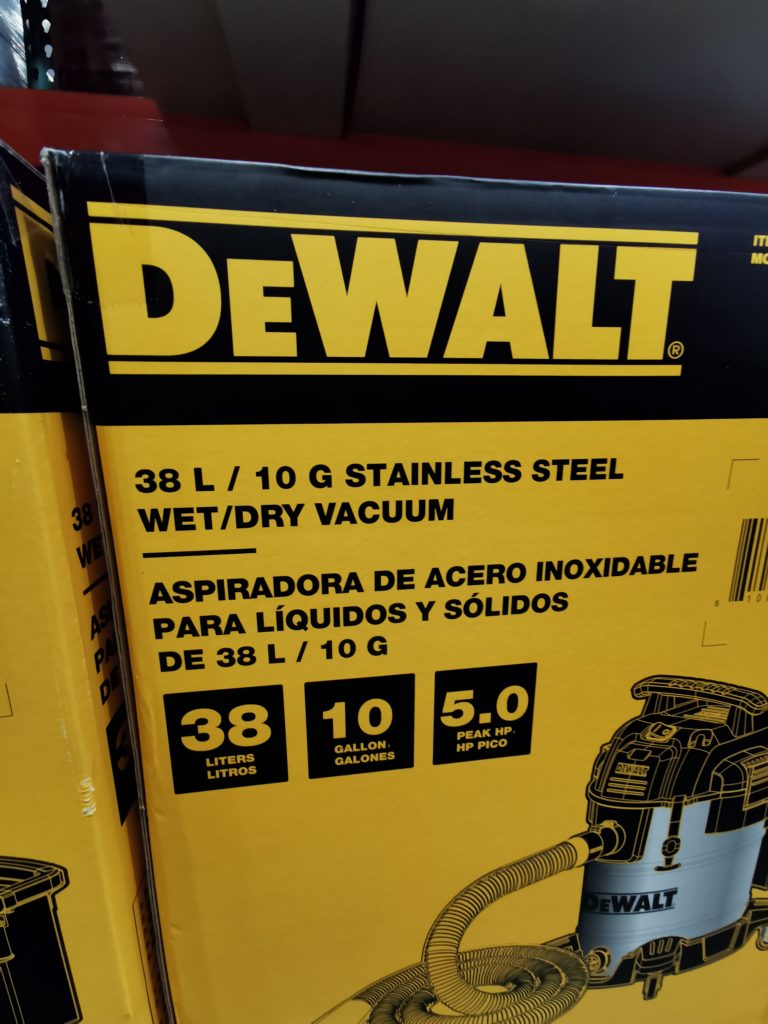 DEWALT®
38 L / 10 G STAINLESS STEEL
WET/DRY VACUUM
ASPIRADORA DE ACERO INOXIDABLE
PARA LÍQUIDOS Y SÓLIDOS
DE 38 L / 10 G
38
LITERS
LITROS
10
GALLON
GALONES
5.0
PEAK HP
HP PICO
DEWALT
DEWALT
38